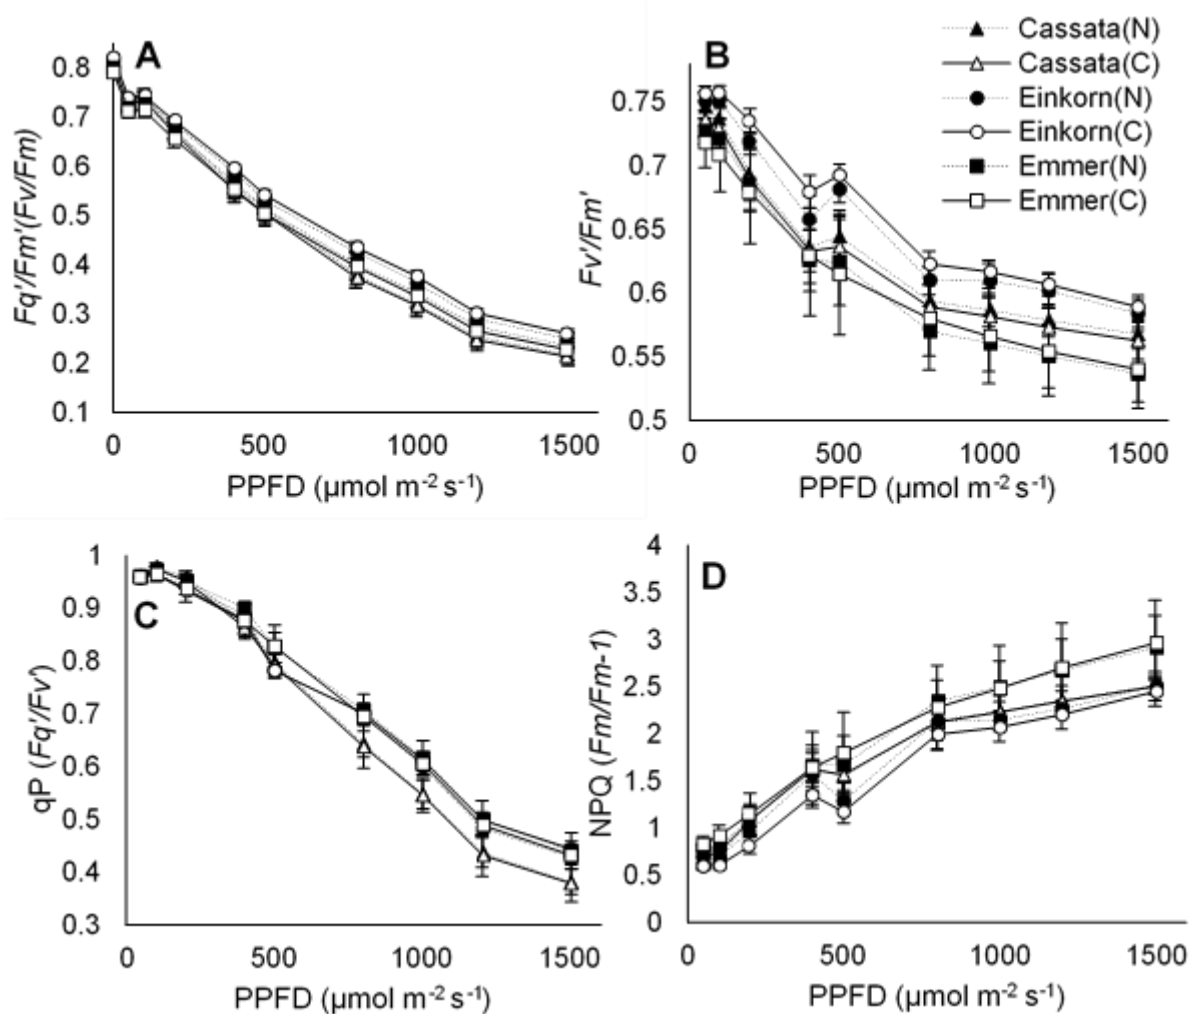 A
0.8
0.7
0.6
0.5
0.4
0.3
0.2
0.1
Fq'/Fm'(Fv/Fm)
0
500
1000
1500
PPFD (µmol m⁻² s⁻¹)
B
Cassata(N)
Cassata(C)
Einkorn(N)
Einkorn(C)
Emmer(N)
Emmer(C)
0.75
0.7
0.65
0.6
0.55
0.5
Fv'/Fm'
0
500
1000
1500
PPFD (µmol m⁻² s⁻¹)
C
1
0.9
0.8
0.7
0.6
0.5
0.4
0.3
qP (Fq'/Fv')
0
500
1000
1500
PPFD (µmol m⁻² s⁻¹)
D
4
3.5
3
2.5
2
1.5
1
0.5
0
NPQ (Fm/Fm-1)
0
500
1000
1500
PPFD (µmol m⁻² s⁻¹)